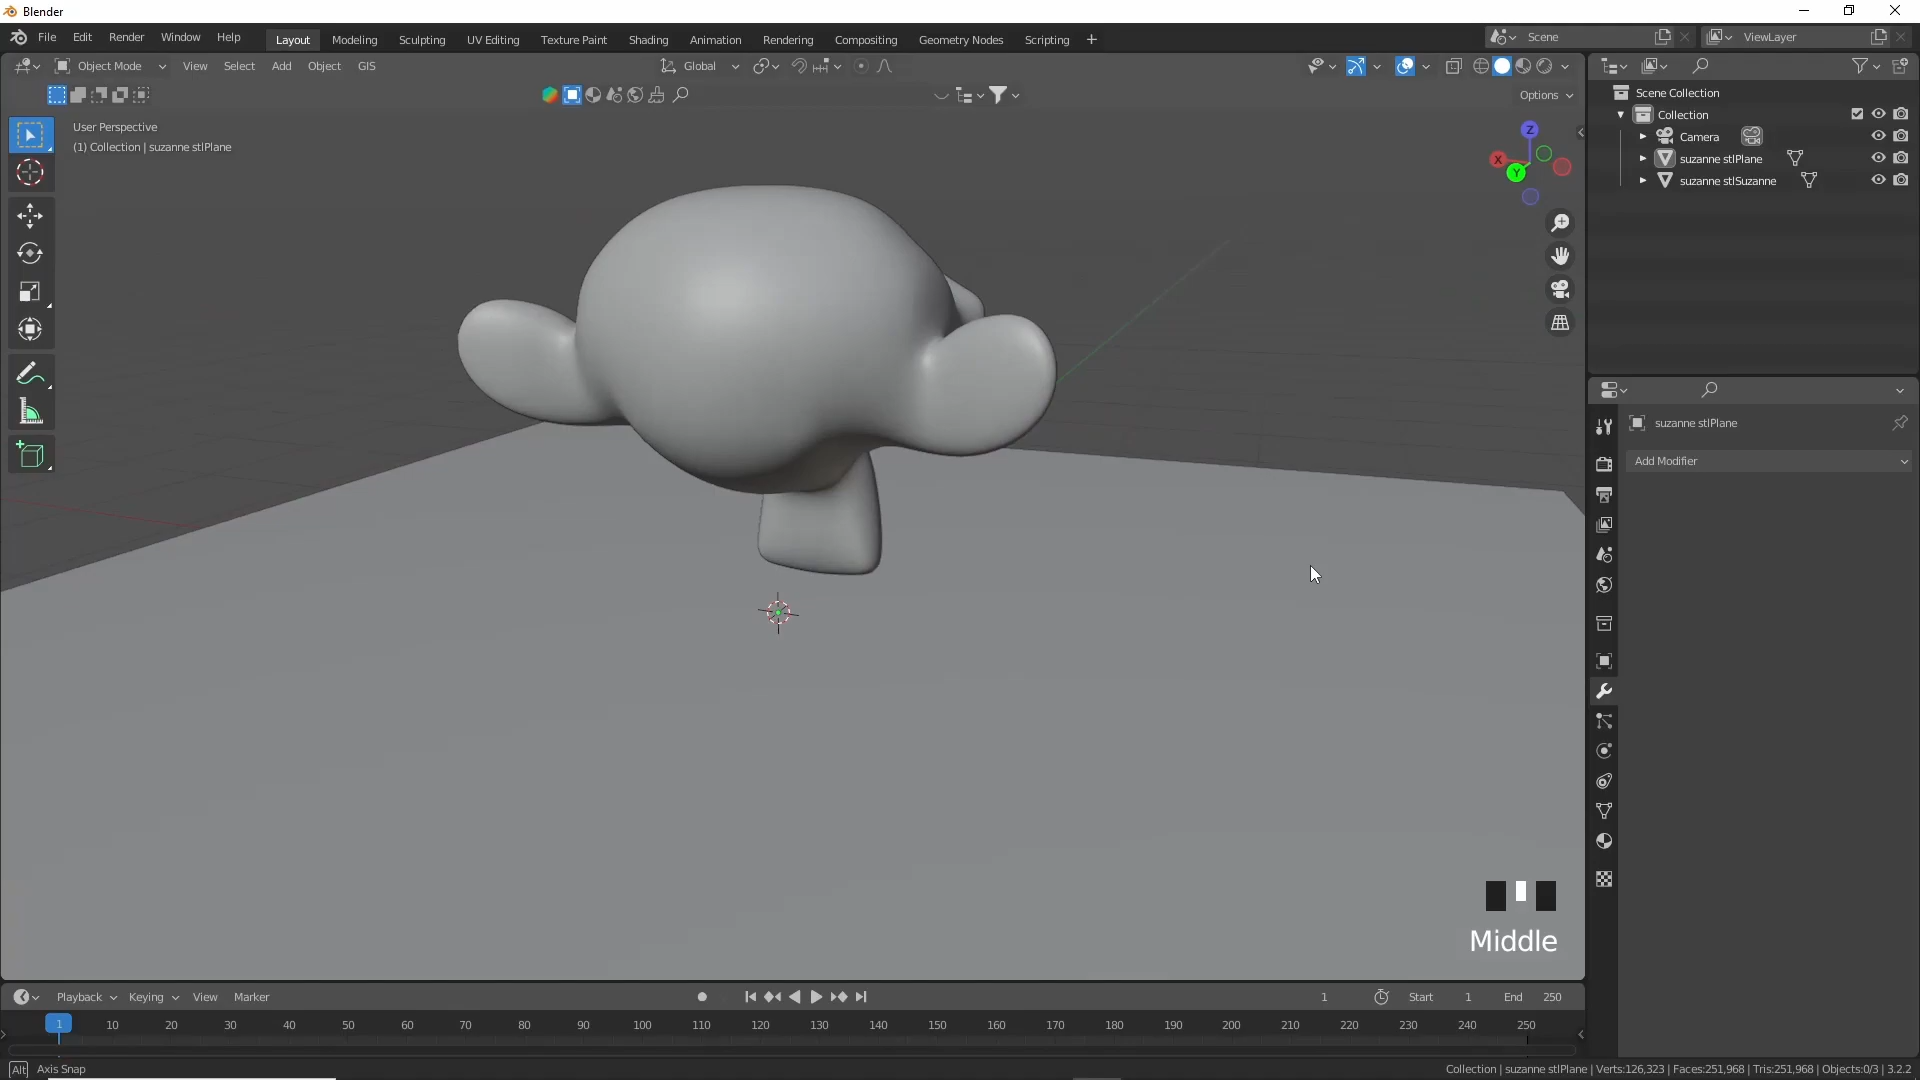 Blender
File Edit Render Window Help Layout Modeling Sculpting UV Editing Texture Paint Shading Animation Rendering Compositing Geometry Nodes Scripting + Scene ViewLayer
Object Mode View Select Add Object GIS Global
Options
User Perspective
(1) Collection | suzanne stlPlane
Z
X
Y
Scene Collection
Collection
Camera
suzanne stlPlane
suzanne stlSuzanne
suzanne stlPlane
Add Modifier
Middle
Playback Keying View Marker 1 Start 1 End 250
1 10 20 30 40 50 60 70 80 90 100 110 120 130 140 150 160 170 180 190 200 210 220 230 240 250
Alt Axis Snap
Collection | suzanne stlPlane | Verts:126,323 | Faces:251,968 | Tris:251,968 | Objects:0/3 | 3.2.2